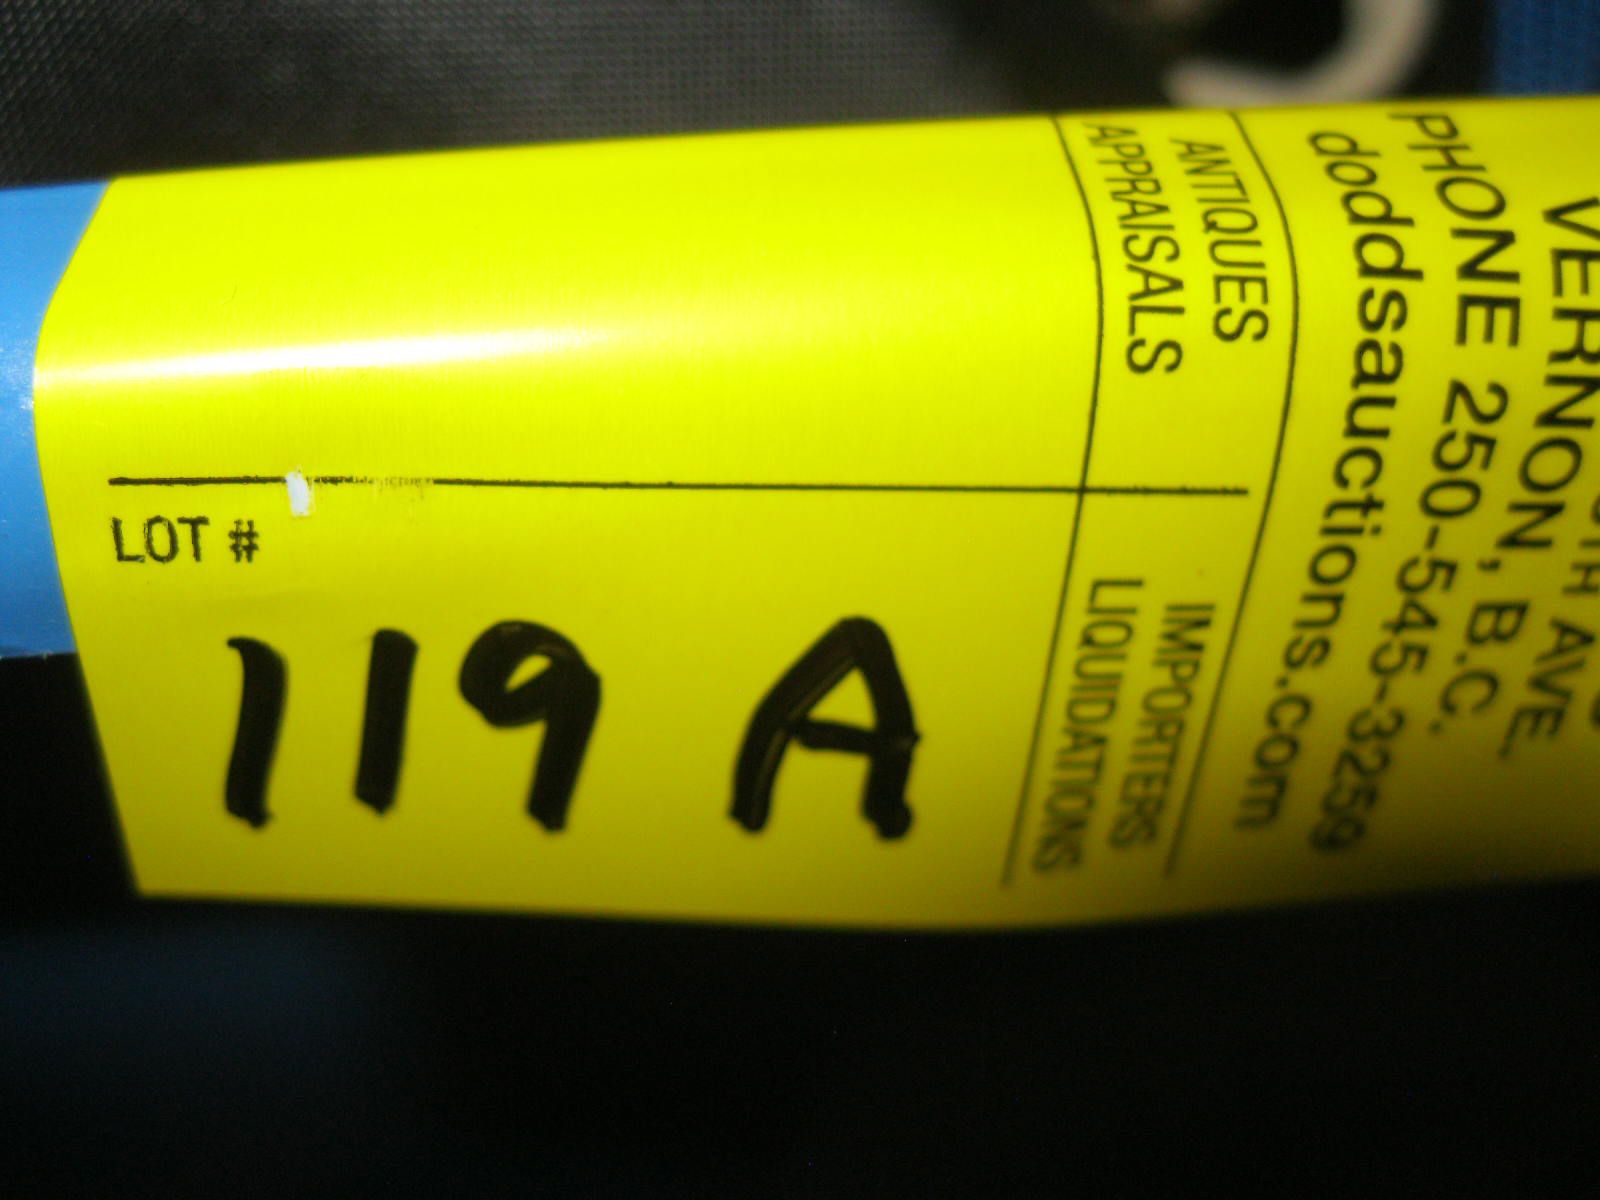 VERNON, B.C.
PHONE 250-545-3259
doddsauctions.com
ANTIQUES
APPRAISALS
IMPORTERS
LIQUIDATIONS
LOT #
119 A